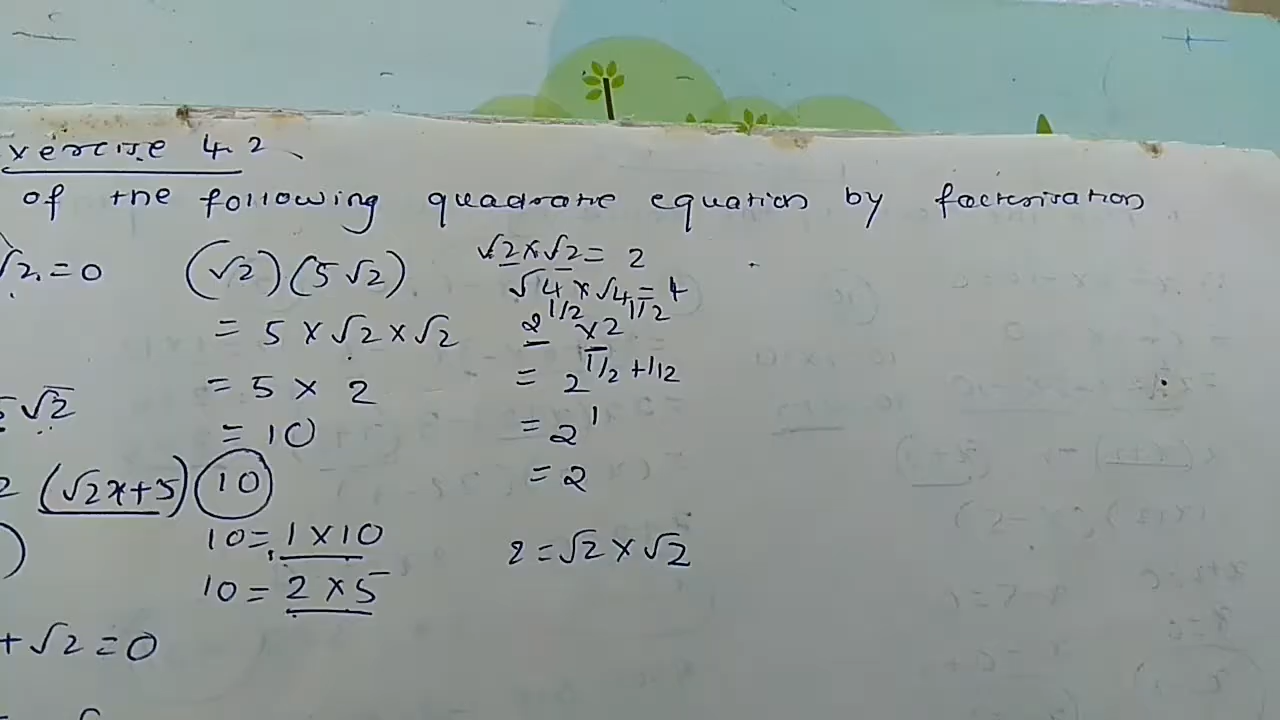 xercise 4.2
of the following quadratic equation by factorisation
√2 = 0
(√2)(5√2)
= 5 × √2 × √2
= 5 × 2
= 10
5√2
2 (√2x+5) 10
)
10 = 1 × 10
10 = 2 × 5
+ √2 = 0
√2 × √2 = 2
√4 × √4 = 4
2^1/2 × 2^1/2
= 2^1/2 + 1/2
= 2^1
= 2
2 = √2 × √2